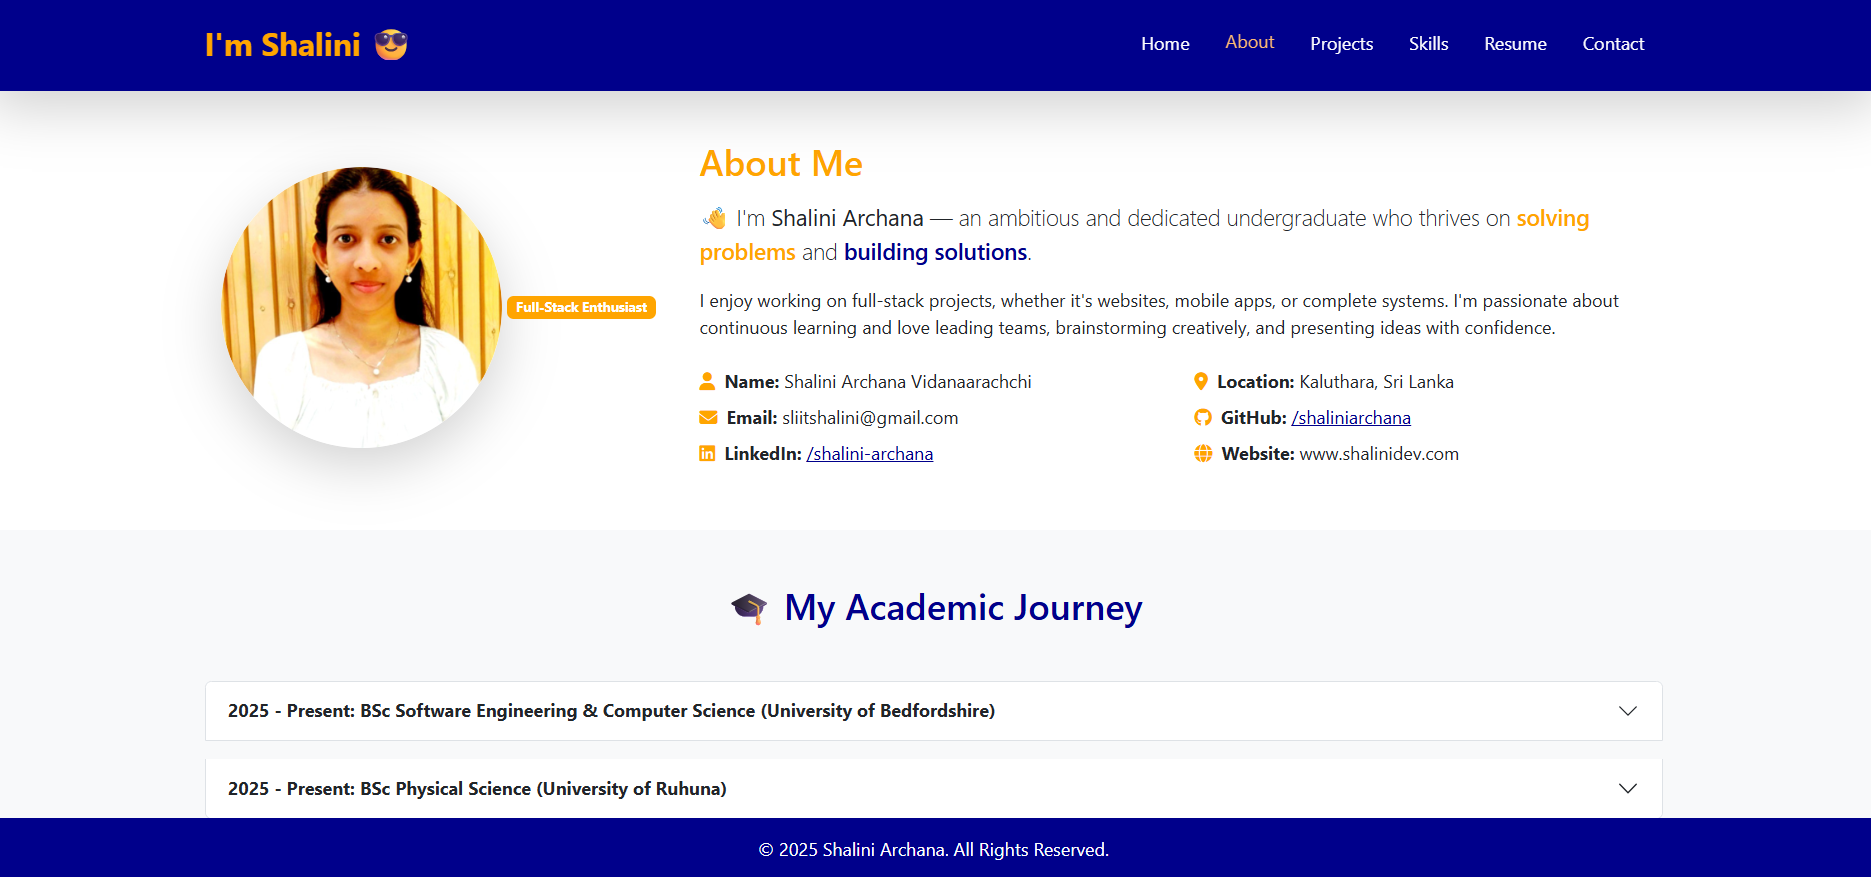 I'm Shalini 😎
Home About Projects Skills Resume Contact
About Me
👋 I'm Shalini Archana — an ambitious and dedicated undergraduate who thrives on solving
problems and building solutions.
Full-Stack Enthusiast
I enjoy working on full-stack projects, whether it's websites, mobile apps, or complete systems. I'm passionate about
continuous learning and love leading teams, brainstorming creatively, and presenting ideas with confidence.
Name: Shalini Archana Vidanaarachchi
Location: Kaluthara, Sri Lanka
Email: sliitshalini@gmail.com
GitHub: /shaliniarchana
LinkedIn: /shalini-archana
Website: www.shalinidev.com
🎓 My Academic Journey
2025 - Present: BSc Software Engineering & Computer Science (University of Bedfordshire)
2025 - Present: BSc Physical Science (University of Ruhuna)
© 2025 Shalini Archana. All Rights Reserved.